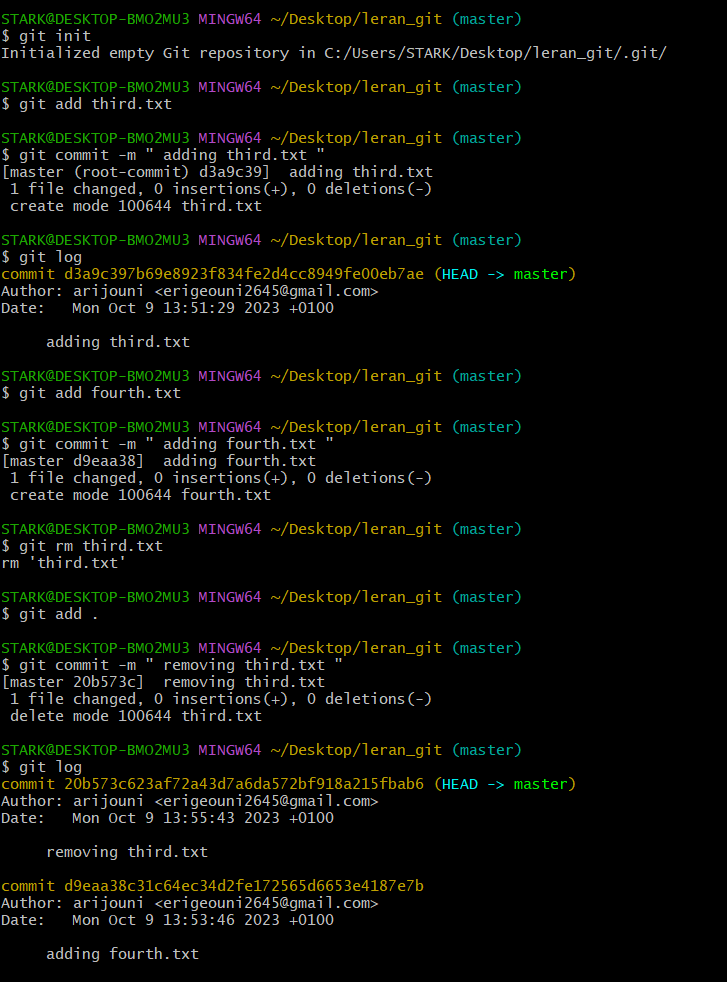 STARK@DESKTOP-BMO2MU3 MINGW64 ~/Desktop/leran_git (master)
$ git init
Initialized empty Git repository in C:/Users/STARK/Desktop/leran_git/.git/
STARK@DESKTOP-BMO2MU3 MINGW64 ~/Desktop/leran_git (master)
$ git add third.txt
STARK@DESKTOP-BMO2MU3 MINGW64 ~/Desktop/leran_git (master)
$ git commit -m " adding third.txt "
[master (root-commit) d3a9c39]  adding third.txt
 1 file changed, 0 insertions(+), 0 deletions(-)
 create mode 100644 third.txt
STARK@DESKTOP-BMO2MU3 MINGW64 ~/Desktop/leran_git (master)
$ git log
commit d3a9c397b69e8923f834fe2d4cc8949fe00eb7ae (HEAD -> master)
Author: arijouni <erigeouni2645@gmail.com>
Date:   Mon Oct 9 13:51:29 2023 +0100
     adding third.txt
STARK@DESKTOP-BMO2MU3 MINGW64 ~/Desktop/leran_git (master)
$ git add fourth.txt
STARK@DESKTOP-BMO2MU3 MINGW64 ~/Desktop/leran_git (master)
$ git commit -m " adding fourth.txt "
[master d9eaa38]  adding fourth.txt
 1 file changed, 0 insertions(+), 0 deletions(-)
 create mode 100644 fourth.txt
STARK@DESKTOP-BMO2MU3 MINGW64 ~/Desktop/leran_git (master)
$ git rm third.txt
rm 'third.txt'
STARK@DESKTOP-BMO2MU3 MINGW64 ~/Desktop/leran_git (master)
$ git add .
STARK@DESKTOP-BMO2MU3 MINGW64 ~/Desktop/leran_git (master)
$ git commit -m " removing third.txt "
[master 20b573c]  removing third.txt
 1 file changed, 0 insertions(+), 0 deletions(-)
 delete mode 100644 third.txt
STARK@DESKTOP-BMO2MU3 MINGW64 ~/Desktop/leran_git (master)
$ git log
commit 20b573c623af72a43d7a6da572bf918a215fbab6 (HEAD -> master)
Author: arijouni <erigeouni2645@gmail.com>
Date:   Mon Oct 9 13:55:43 2023 +0100
     removing third.txt
commit d9eaa38c31c64ec34d2fe172565d6653e4187e7b
Author: arijouni <erigeouni2645@gmail.com>
Date:   Mon Oct 9 13:53:46 2023 +0100
     adding fourth.txt